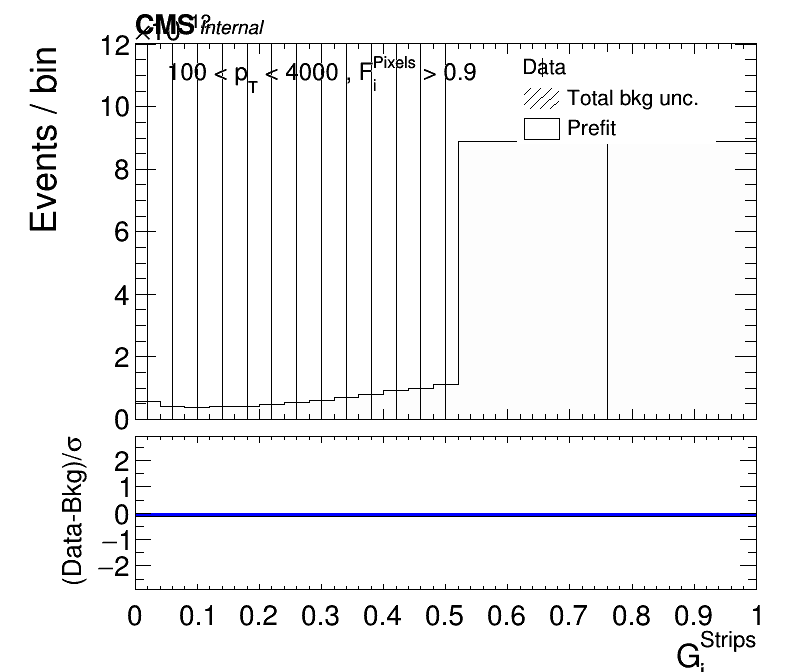 CMS Internal
×10¹²
100 < p_T < 4000 , F_i^Pixels > 0.9
Data
Total bkg unc.
Prefit
Events / bin
12
10
8
6
4
2
0
(Data-Bkg)/σ
2
1
0
−1
−2
0 0.1 0.2 0.3 0.4 0.5 0.6 0.7 0.8 0.9 1
G_i^Strips